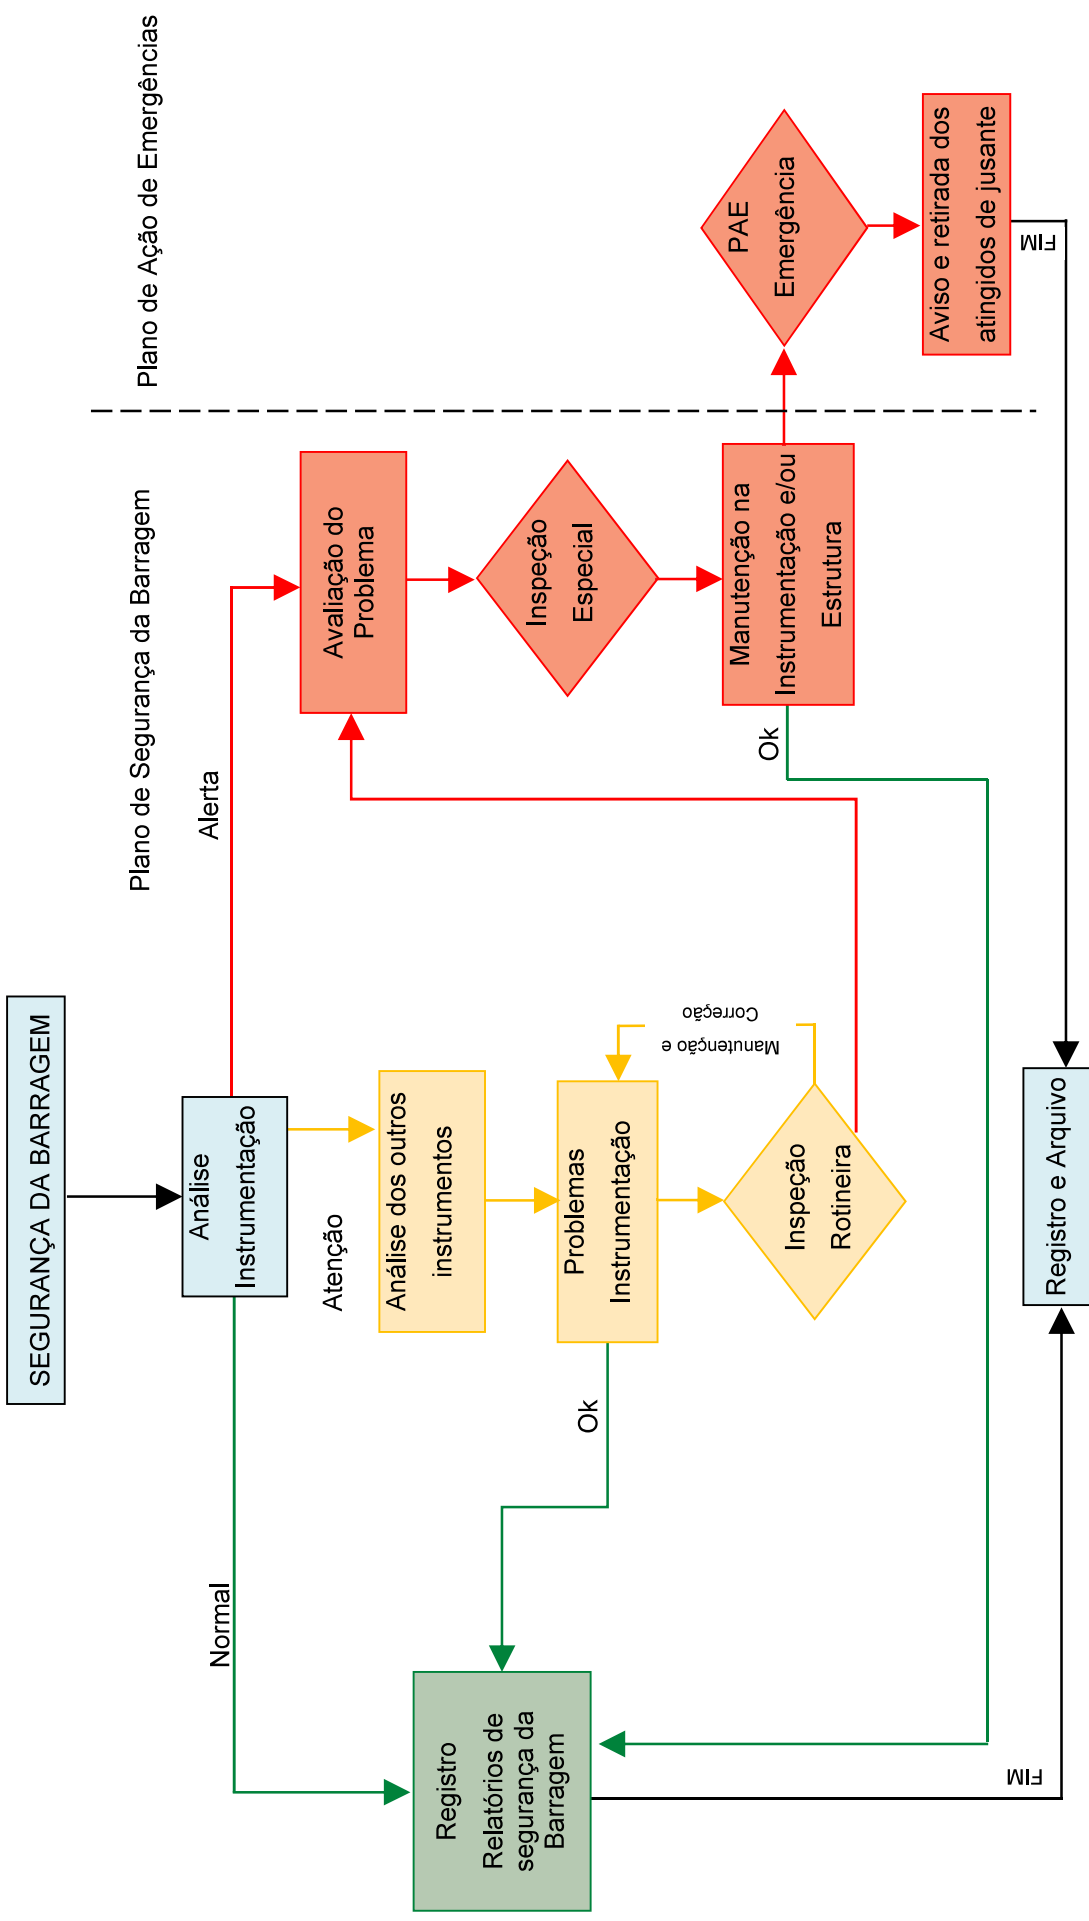 SEGURANÇA DA BARRAGEM
Plano de Segurança da Barragem
Plano de Ação de Emergências
Análise
Instrumentação
Normal
Atenção
Alerta
Análise dos outros
instrumentos
Problemas
Instrumentação
Ok
Manutenção e
Correção
Inspeção
Rotineira
Avaliação do
Problema
Inspeção
Especial
Manutenção na
Instrumentação e/ou
Estrutura
Ok
PAE
Emergência
Aviso e retirada dos
atingidos de jusante
FIM
Registro
Relatórios de
segurança da
Barragem
FIM
Registro e Arquivo